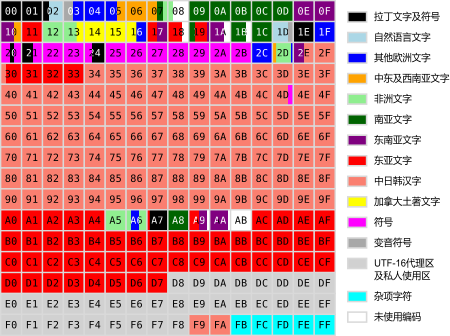 00 01 02 03 04 05 06 07 08 09 0A 0B 0C 0D 0E 0F
10 11 12 13 14 15 16 17 18 19 1A 1B 1C 1D 1E 1F
20 21 22 23 24 25 26 27 28 29 2A 2B 2C 2D 2E 2F
30 31 32 33 34 35 36 37 38 39 3A 3B 3C 3D 3E 3F
40 41 42 43 44 45 46 47 48 49 4A 4B 4C 4D 4E 4F
50 51 52 53 54 55 56 57 58 59 5A 5B 5C 5D 5E 5F
60 61 62 63 64 65 66 67 68 69 6A 6B 6C 6D 6E 6F
70 71 72 73 74 75 76 77 78 79 7A 7B 7C 7D 7E 7F
80 81 82 83 84 85 86 87 88 89 8A 8B 8C 8D 8E 8F
90 91 92 93 94 95 96 97 98 99 9A 9B 9C 9D 9E 9F
A0 A1 A2 A3 A4 A5 A6 A7 A8 A9 AA AB AC AD AE AF
B0 B1 B2 B3 B4 B5 B6 B7 B8 B9 BA BB BC BD BE BF
C0 C1 C2 C3 C4 C5 C6 C7 C8 C9 CA CB CC CD CE CF
D0 D1 D2 D3 D4 D5 D6 D7 D8 D9 DA DB DC DD DE DF
E0 E1 E2 E3 E4 E5 E6 E7 E8 E9 EA EB EC ED EE EF
F0 F1 F2 F3 F4 F5 F6 F7 F8 F9 FA FB FC FD FE FF
拉丁文字及符号
自然语言文字
其他欧洲文字
中东及西南亚文字
非洲文字
南亚文字
东南亚文字
东亚文字
中日韩汉字
加拿大土著文字
符号
变音符号
UTF-16代理区
及私人使用区
杂项字符
未使用编码